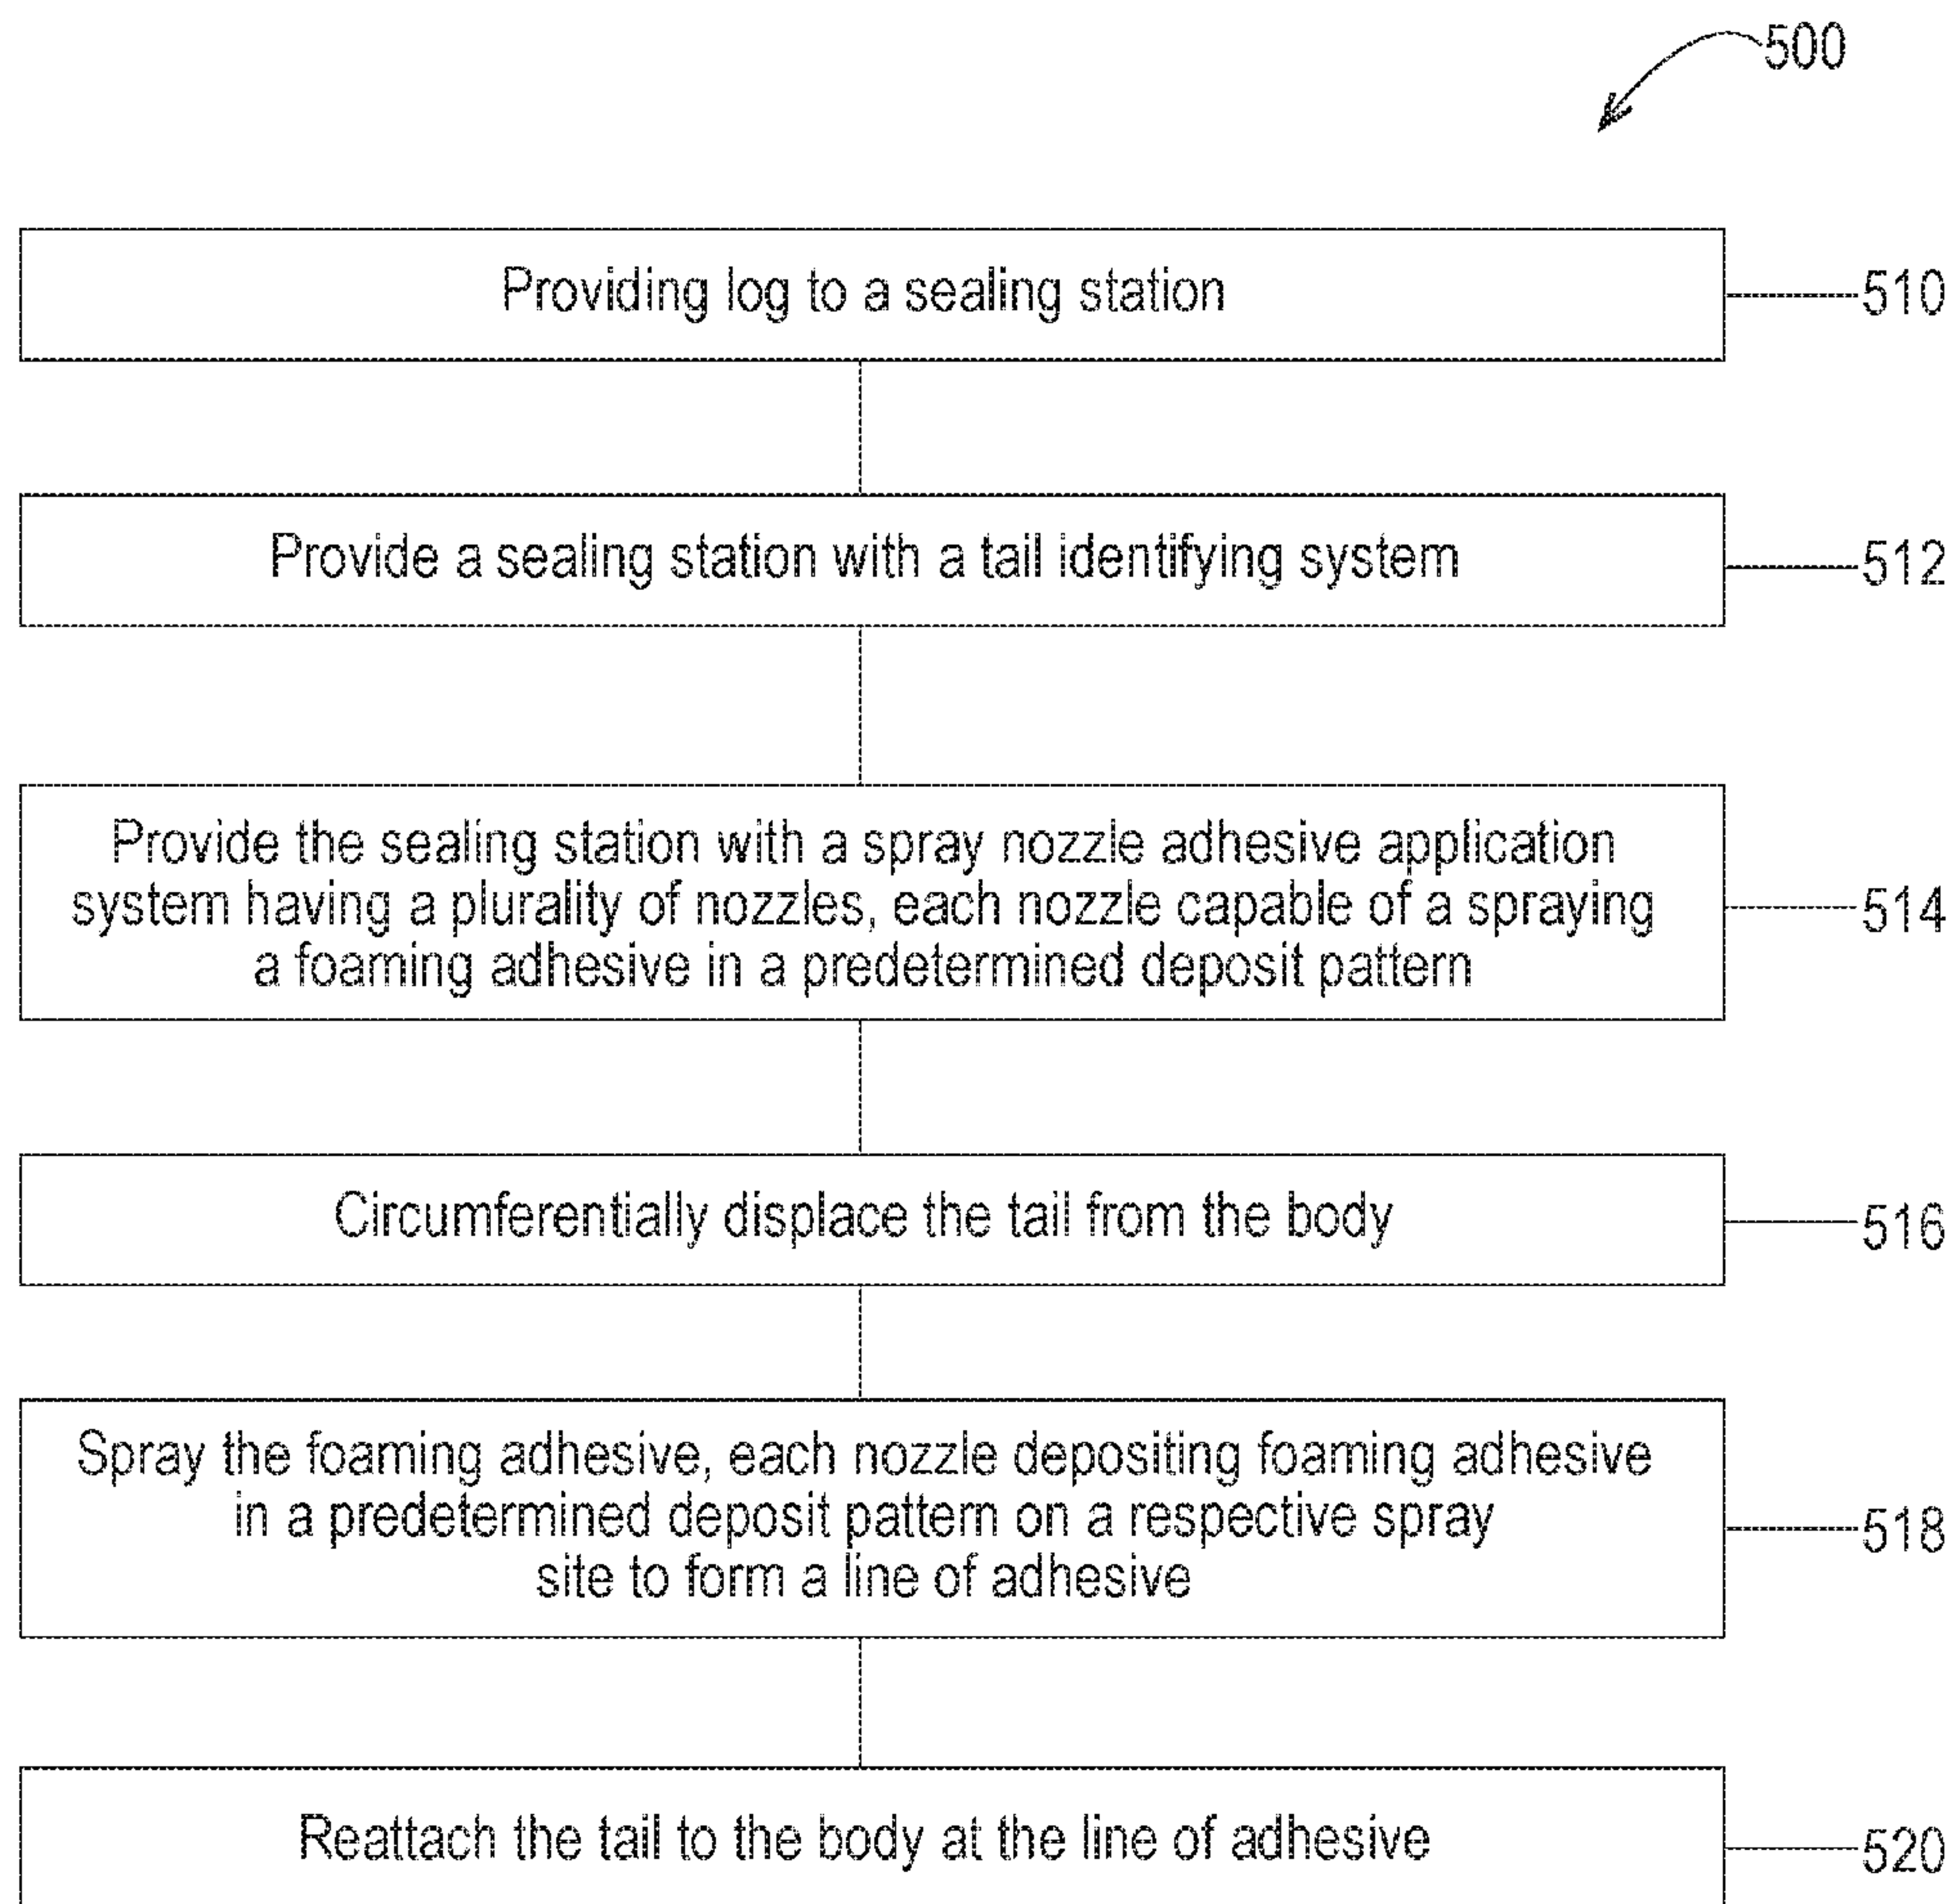 500
Providing log to a sealing station
510
Provide a sealing station with a tail identifying system
512
Provide the sealing station with a spray nozzle adhesive application
system having a plurality of nozzles, each nozzle capable of a spraying
a foaming adhesive in a predetermined deposit pattern
514
Circumferentially displace the tail from the body
516
Spray the foaming adhesive, each nozzle depositing foaming adhesive
in a predetermined deposit pattern on a respective spray
site to form a line of adhesive
518
Reattach the tail to the body at the line of adhesive
520